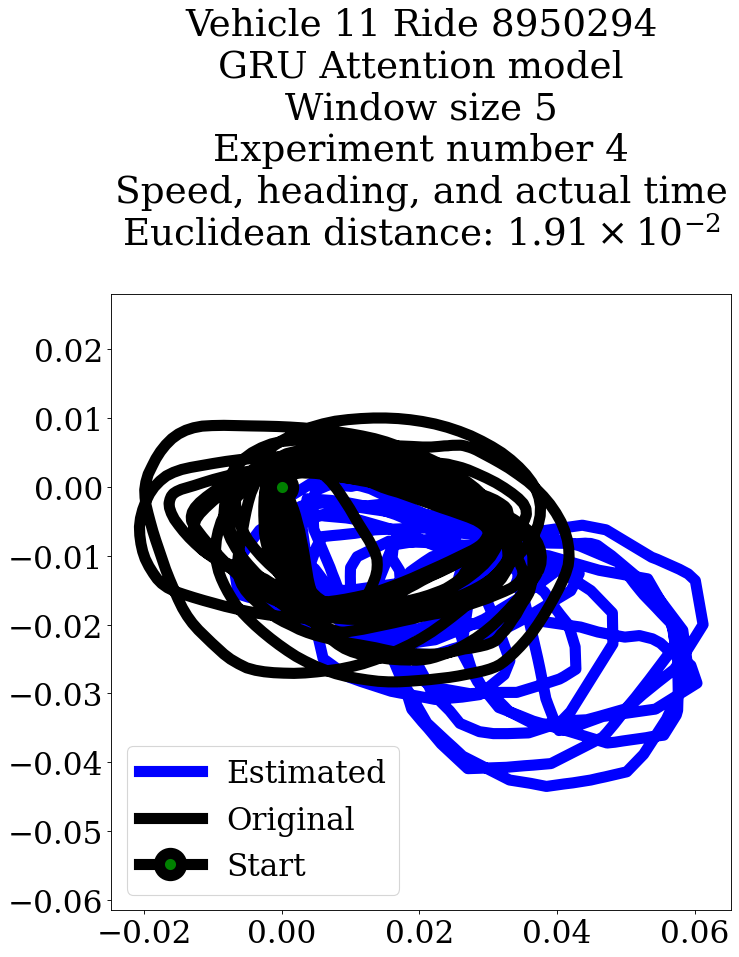 Vehicle 11 Ride 8950294
GRU Attention model
Window size 5
Experiment number 4
Speed, heading, and actual time
Euclidean distance: 1.91 × 10⁻²
0.02
0.01
0.00
−0.01
−0.02
−0.03
−0.04
−0.05
−0.06
Estimated
Original
Start
−0.02 0.00 0.02 0.04 0.06